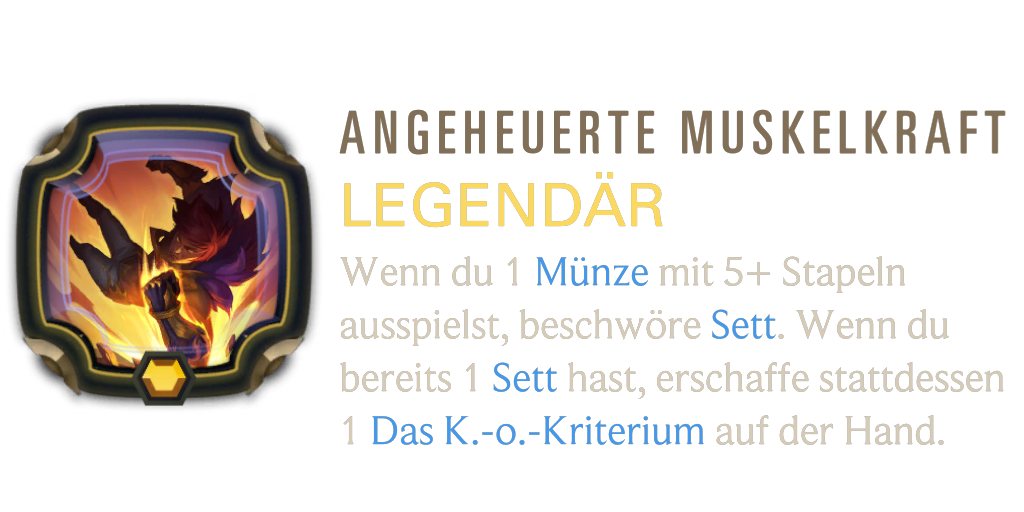 ANGEHEUERTE MUSKELKRAFT
LEGENDÄR
Wenn du 1 Münze mit 5+ Stapeln
ausspielst, beschwöre Sett. Wenn du
bereits 1 Sett hast, erschaffe stattdessen
1 Das K.-o.-Kriterium auf der Hand.